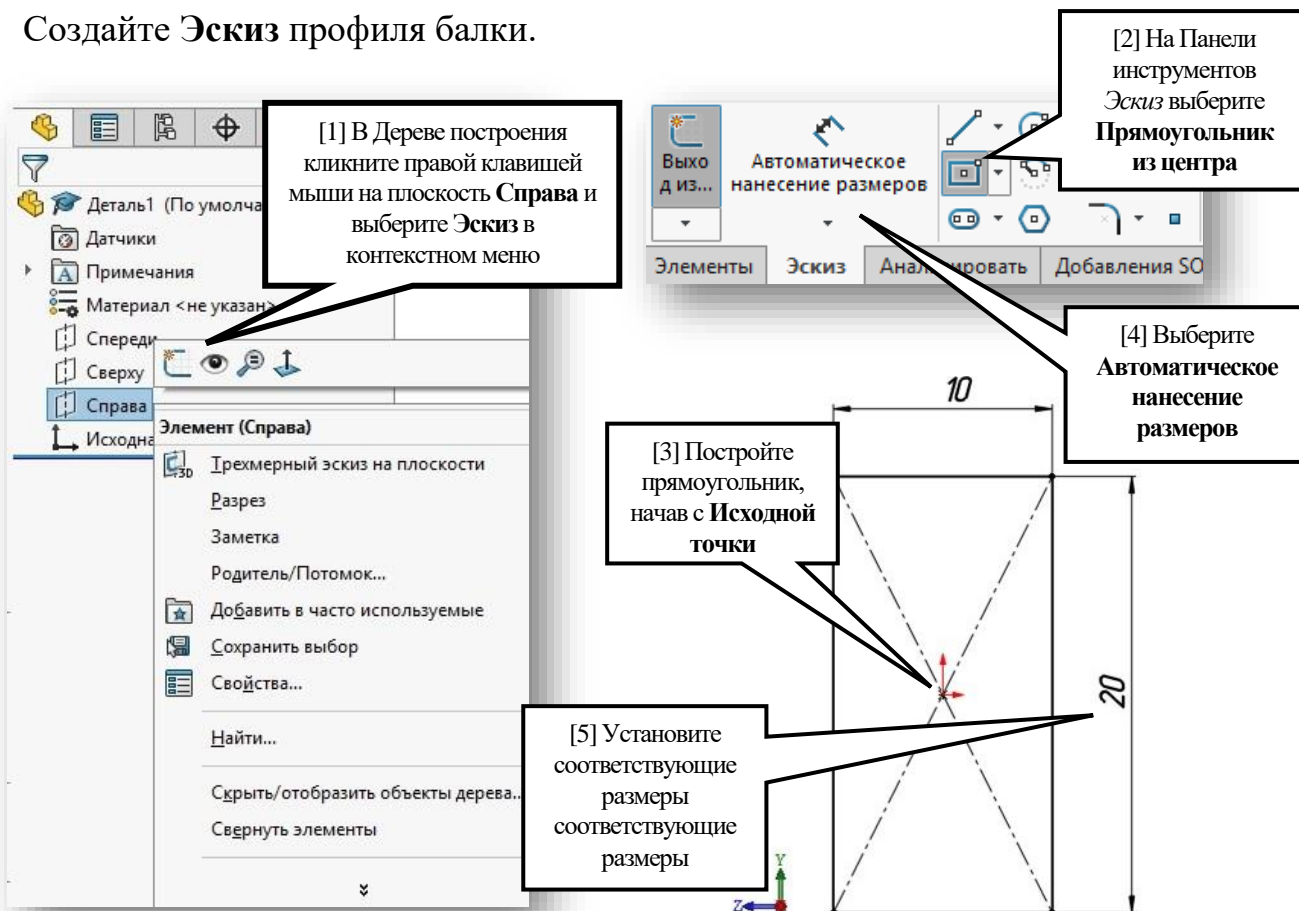 Создайте Эскиз профиля балки.
[1] В Дереве построения
кликните правой клавишей
мыши на плоскость Справа и
выберите Эскиз в
контекстном меню
[2] На Панели
инструментов
Эскиз выберите
Прямоугольник
из центра
Деталь1 (По умолча
Датчики
Примечания
Материал <не указан>
Спереди
Сверху
Справа
Исходна
Элемент (Справа)
3D
Трехмерный эскиз на плоскости
Разрез
Заметка
Родитель/Потомок...
Добавить в часто используемые
Сохранить выбор
Свойства...
Найти...
Скрыть/отобразить объекты дерева..
Свернуть элементы
Выхо
д из...
Автоматическое
нанесение размеров
Элементы
Эскиз
Анализировать
Добавления SO
[4] Выберите
Автоматическое
нанесение
размеров
10
[3] Постройте
прямоугольник,
начав с Исходной
точки
20
[5] Установите
соответствующие
размеры
соответствующие
размеры
Y
Z